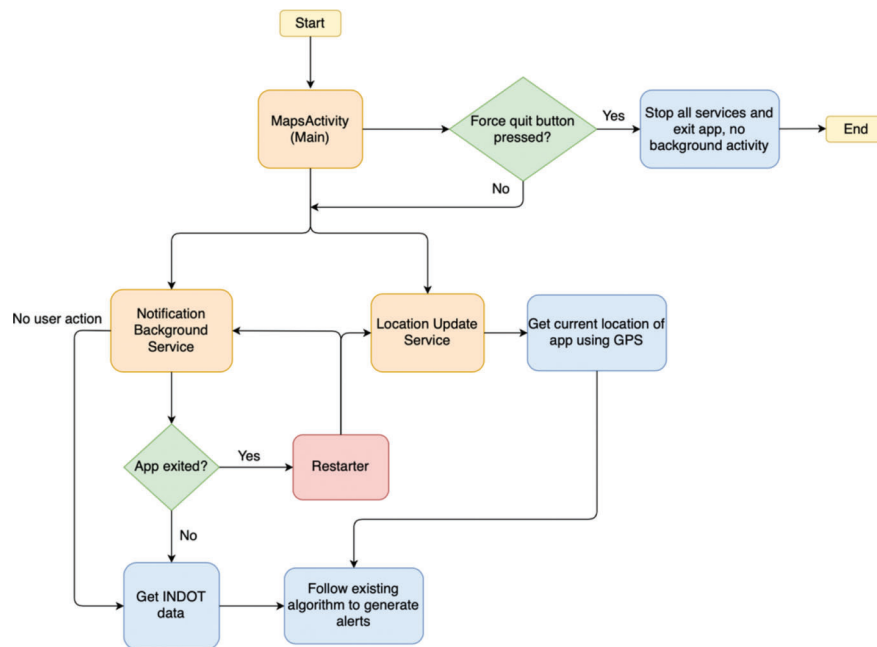 Start
MapsActivity
(Main)
Force quit button
pressed?
Yes
Stop all services and
exit app, no
background activity
End
No
No user action
Notification
Background
Service
Location Update
Service
Get current location of
app using GPS
App exited?
Yes
Restarter
No
Get INDOT
data
Follow existing
algorithm to generate
alerts